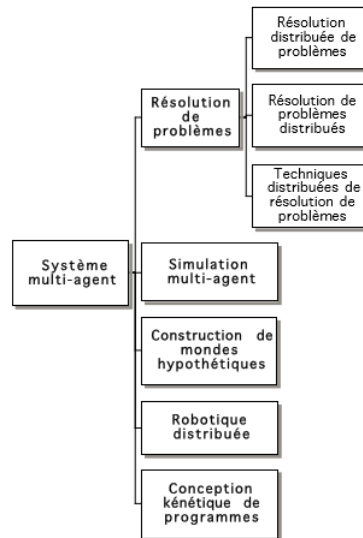 Résolution
distribuée de
problèmes
Résolution
de
problèmes
Résolution de
problèmes
distribués
Techniques
distribuées de
résolution de
problèmes
Système
multi-agent
Simulation
multi-agent
Construction de
mondes
hypothétiques
Robotique
distribuée
Conception
kénétique de
programmes